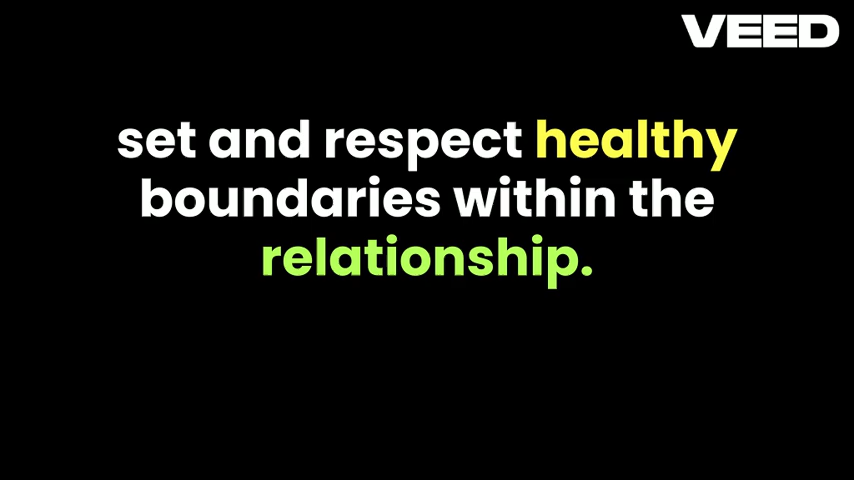 VEED
set and respect healthy
boundaries within the
relationship.